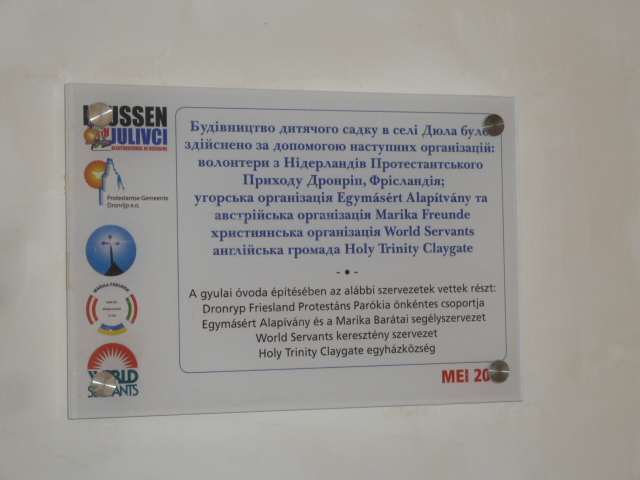 JULIVCI
Protestantse Gemeente
Dronrijp e.o.
MARIKA FREUNDE
WORLD
SERVANTS
Будівництво дитячого садку в селі Дюла було
здійснено за допомогою наступних організацій:
волонтери з Нідерландів Протестантського
Приходу Дронріп, Фрісландія;
угорська організація Egymásért Alapítvány та
австрійська організація Marika Freunde
християнська організація World Servants
англійська громада Holy Trinity Claygate
A gyulai óvoda építésében az alábbi szervezetek vettek részt:
Dronryp Friesland Protestáns Parókia önkéntes csoportja
Egymásért Alapívány és a Marika Barátai segélyszervezet
World Servants keresztény szervezet
Holy Trinity Claygate egyházközség
MEI 20